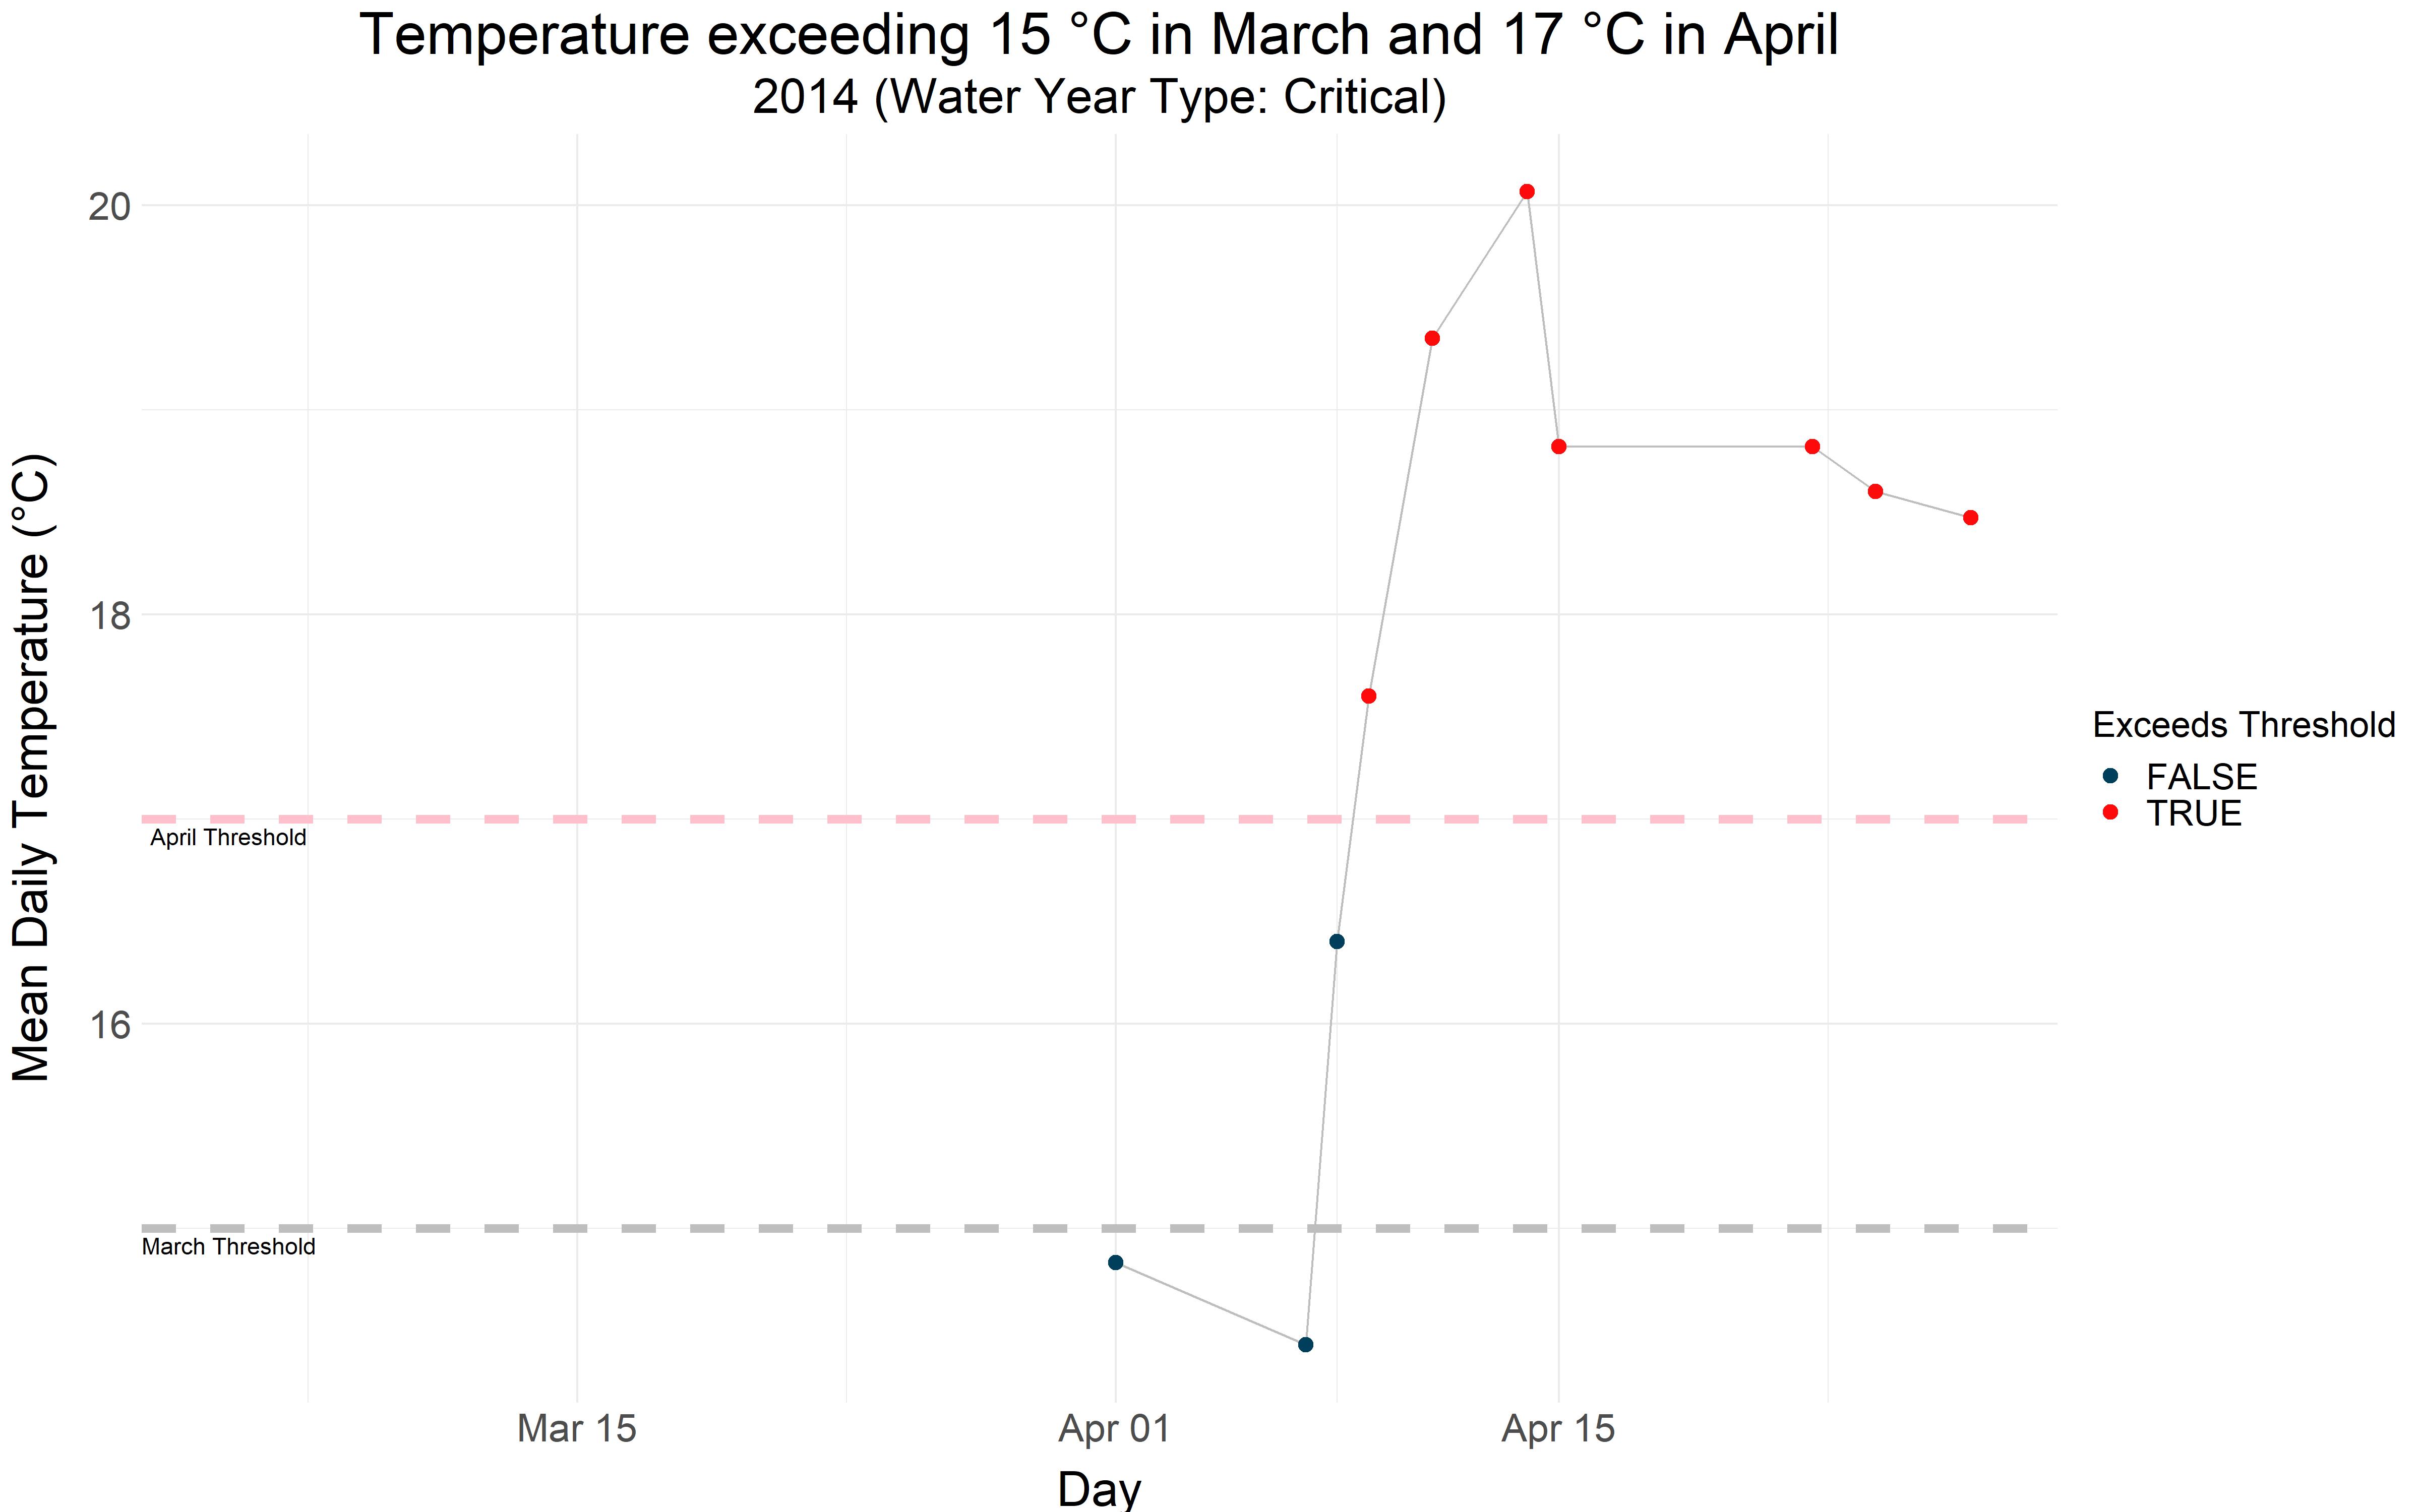 Temperature exceeding 15 °C in March and 17 °C in April
2014 (Water Year Type: Critical)
Mean Daily Temperature (°C)
20
18
16
April Threshold
March Threshold
Mar 15
Apr 01
Apr 15
Day
Exceeds Threshold
FALSE
TRUE